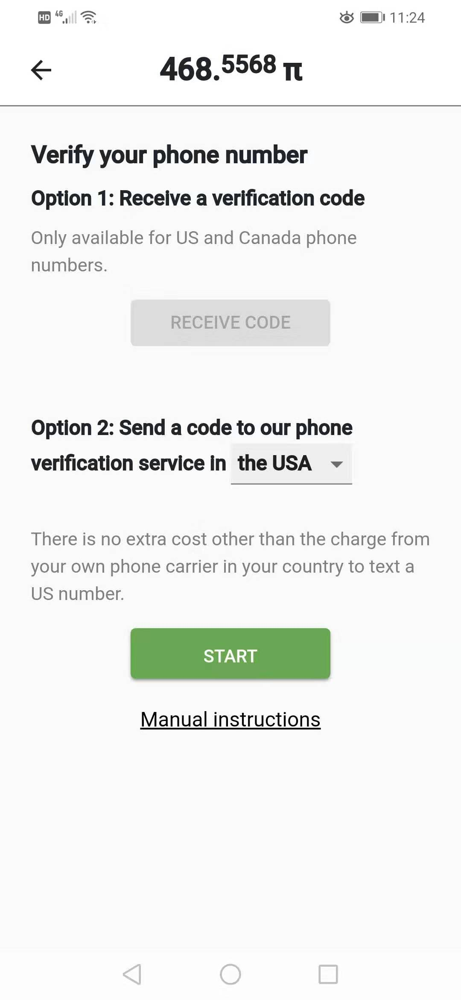 HD 4G 11:24
468.5568 π
Verify your phone number
Option 1: Receive a verification code
Only available for US and Canada phone
numbers.
RECEIVE CODE
Option 2: Send a code to our phone
verification service in the USA
There is no extra cost other than the charge from
your own phone carrier in your country to text a
US number.
START
Manual instructions